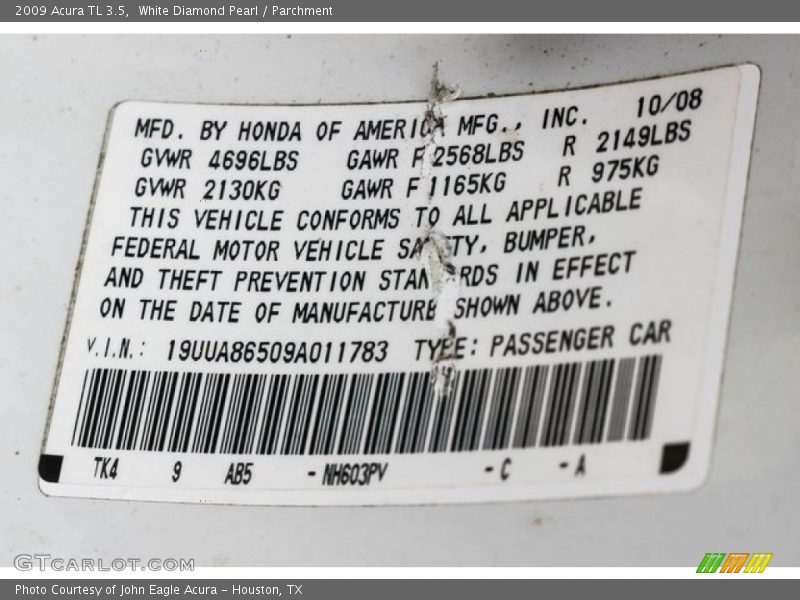 2009 Acura TL 3.5, White Diamond Pearl / Parchment
MFD. BY HONDA OF AMERICA MFG., INC. 10/08
GVWR 4696LBS GAWR F 2568LBS R 2149LBS
GVWR 2130KG GAWR F 1165KG R 975KG
THIS VEHICLE CONFORMS TO ALL APPLICABLE
FEDERAL MOTOR VEHICLE SAFETY, BUMPER,
AND THEFT PREVENTION STANDARDS IN EFFECT
ON THE DATE OF MANUFACTURE SHOWN ABOVE.
V.I.N.: 19UUA86509A011783 TYPE: PASSENGER CAR
TK4 9 AB5 -NH603PV -C -A
GTCARLOT.COM
Photo Courtesy of John Eagle Acura - Houston, TX